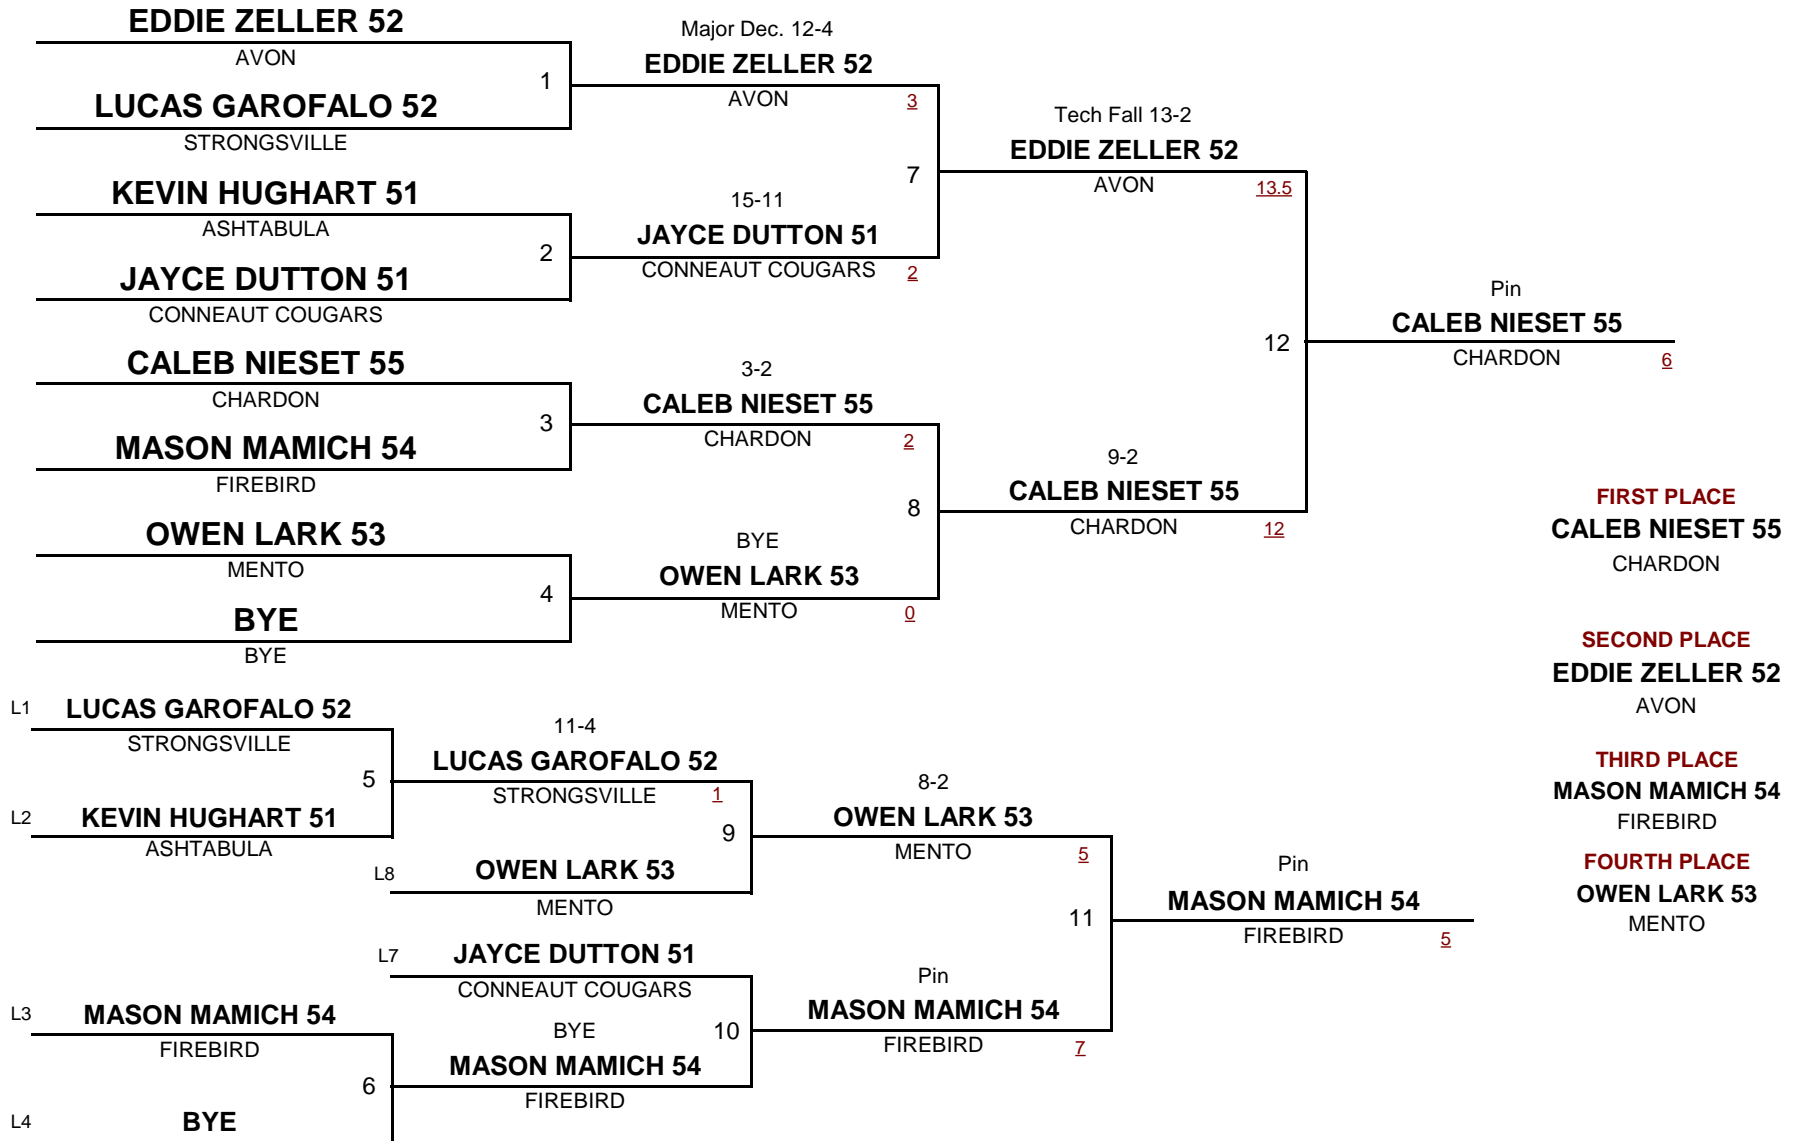 EDDIE ZELLER 52
AVON
1
LUCAS GAROFALO 52
STRONGSVILLE
KEVIN HUGHART 51
ASHTABULA
2
JAYCE DUTTON 51
CONNEAUT COUGARS
CALEB NIESET 55
CHARDON
3
MASON MAMICH 54
FIREBIRD
OWEN LARK 53
MENTO
4
BYE
BYE
Major Dec. 12-4
EDDIE ZELLER 52
AVON 3
7
15-11
JAYCE DUTTON 51
CONNEAUT COUGARS 2
3-2
CALEB NIESET 55
CHARDON 2
8
BYE
OWEN LARK 53
MENTO 0
Tech Fall 13-2
EDDIE ZELLER 52
AVON 13.5
12
9-2
CALEB NIESET 55
CHARDON 12
Pin
CALEB NIESET 55
CHARDON 6
FIRST PLACE
CALEB NIESET 55
CHARDON
SECOND PLACE
EDDIE ZELLER 52
AVON
THIRD PLACE
MASON MAMICH 54
FIREBIRD
FOURTH PLACE
OWEN LARK 53
MENTO
L1 LUCAS GAROFALO 52
STRONGSVILLE
5
L2 KEVIN HUGHART 51
ASHTABULA
L3 MASON MAMICH 54
FIREBIRD
6
L4 BYE
11-4
LUCAS GAROFALO 52
STRONGSVILLE 1
9
L8 OWEN LARK 53
MENTO
L7 JAYCE DUTTON 51
CONNEAUT COUGARS
BYE 10
MASON MAMICH 54
FIREBIRD
8-2
OWEN LARK 53
MENTO 5
11
Pin
MASON MAMICH 54
FIREBIRD 7
Pin
MASON MAMICH 54
FIREBIRD 5